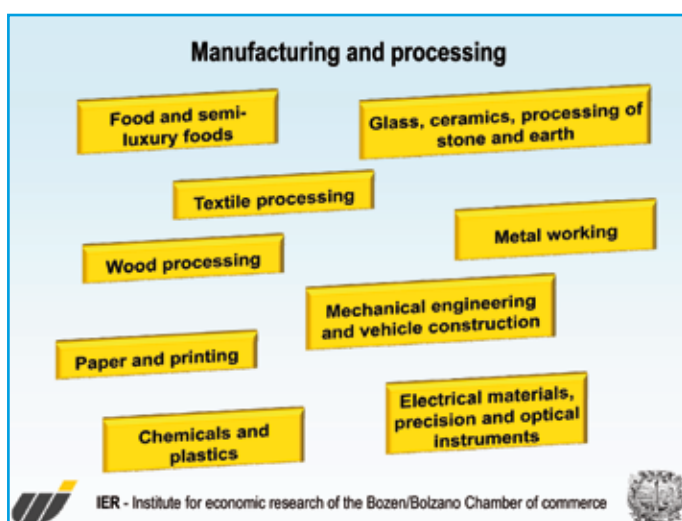 Manufacturing and processing
Food and semi-
luxury foods
Glass, ceramics, processing of
stone and earth
Textile processing
Metal working
Wood processing
Mechanical engineering
and vehicle construction
Paper and printing
Electrical materials,
precision and optical
instruments
Chemicals and
plastics
IER - Institute for economic research of the Bozen/Bolzano Chamber of commerce